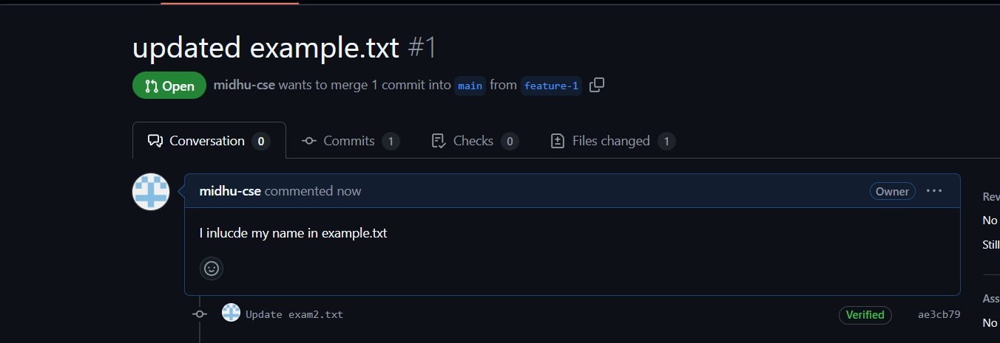 updated example.txt #1
Open midhu-cse wants to merge 1 commit into main from feature-1
Conversation 0 Commits 1 Checks 0 Files changed 1
midhu-cse commented now Owner
Rev
I inlucde my name in example.txt
No
Still
Ass
Update exam2.txt Verified ae3cb79
No